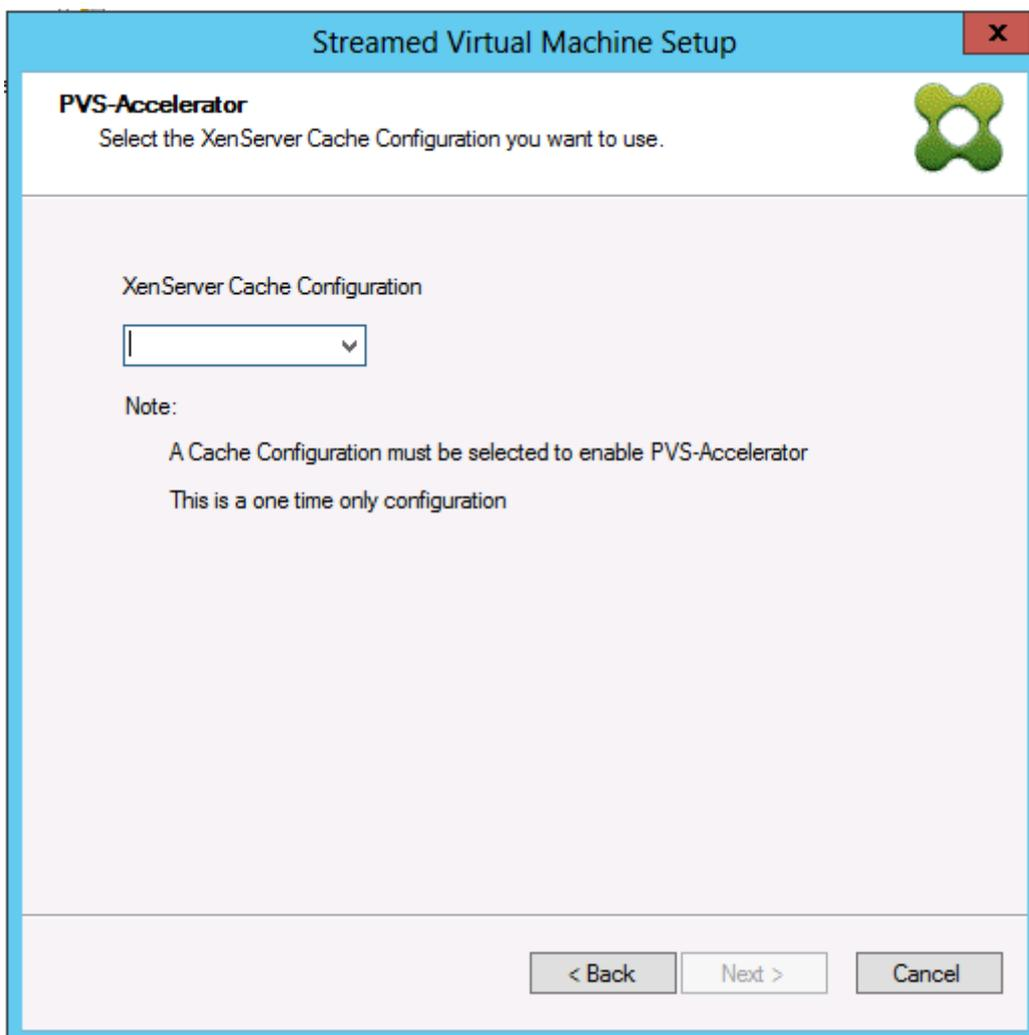 Streamed Virtual Machine Setup
x
PVS-Accelerator
Select the XenServer Cache Configuration you want to use.
XenServer Cache Configuration
Note:
A Cache Configuration must be selected to enable PVS-Accelerator
This is a one time only configuration
< Back Next > Cancel